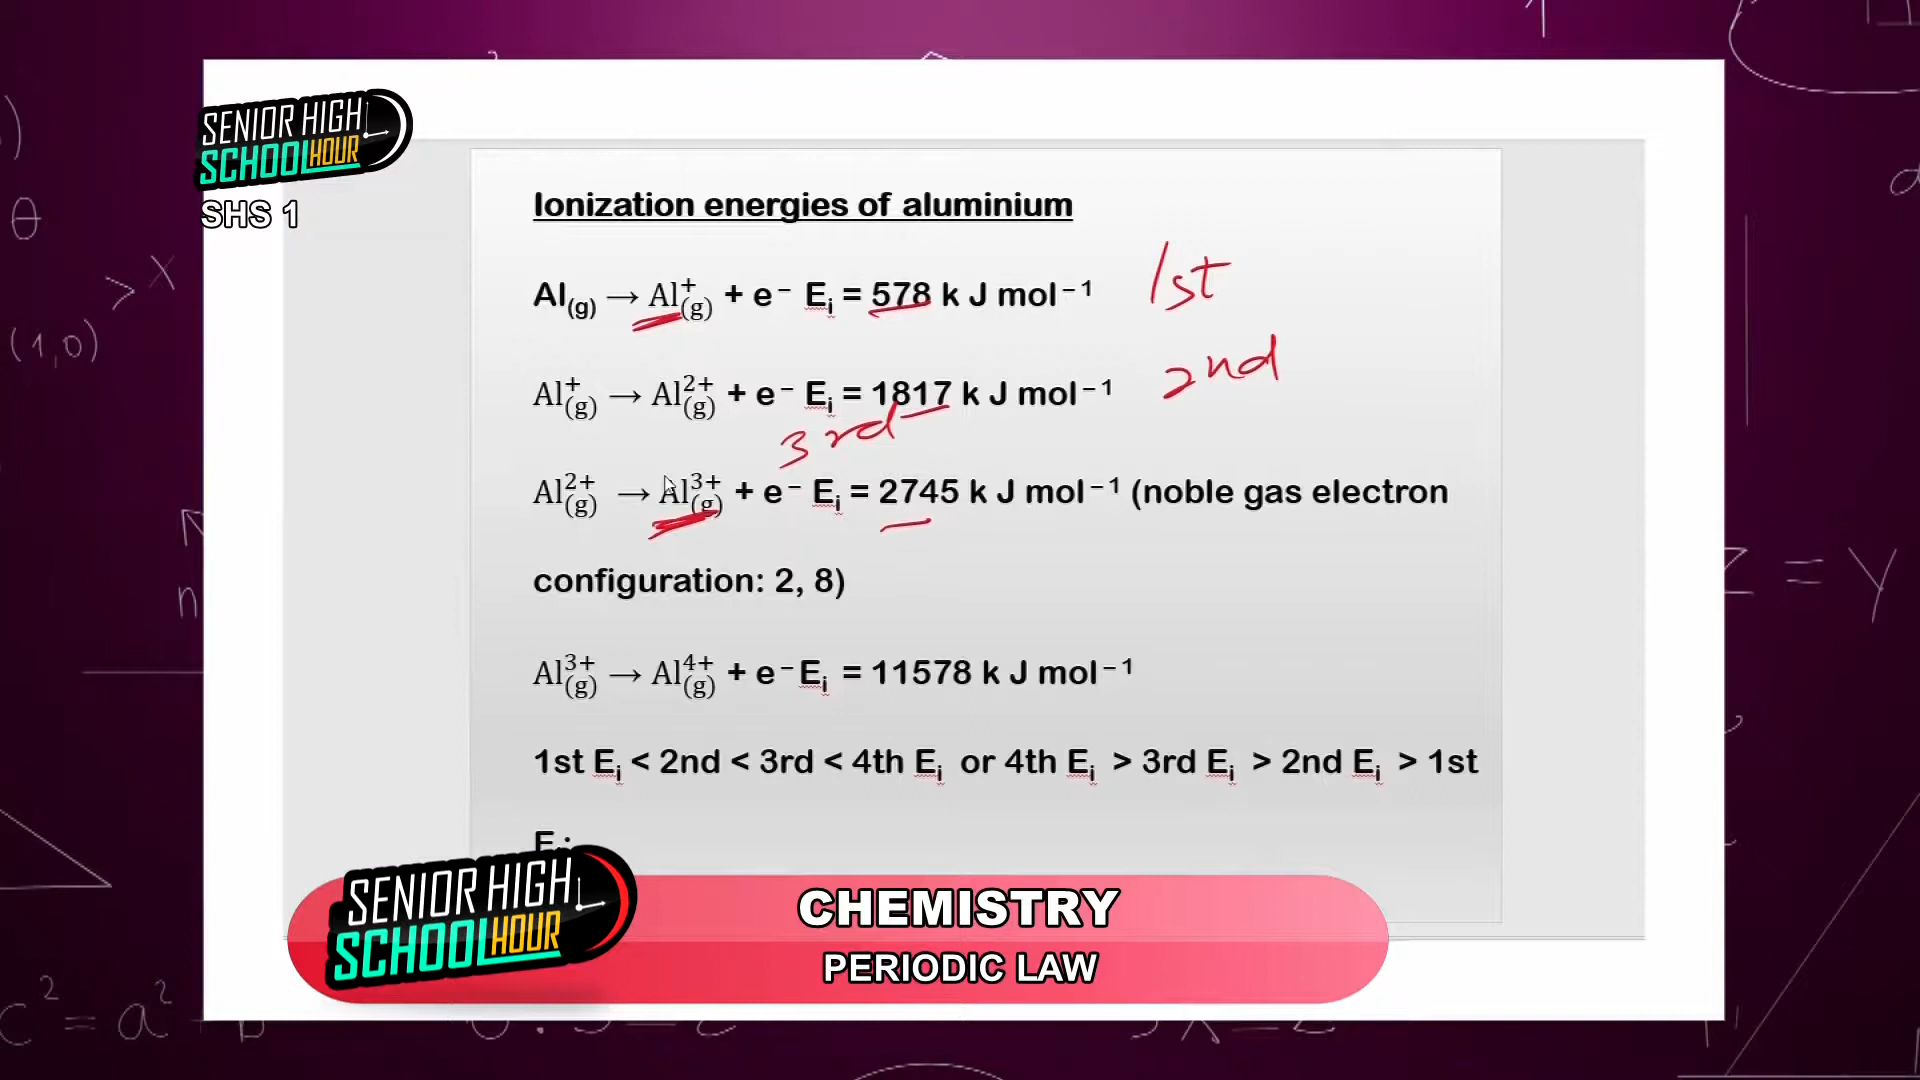 SENIOR HIGH
SCHOOL HOUR
SHS 1
Ionization energies of aluminium
Al(g) → Al⁺(g) + e⁻ Eᵢ = 578 k J mol⁻¹ 1st
Al⁺(g) → Al²⁺(g) + e⁻ Eᵢ = 1817 k J mol⁻¹ 2nd
3rd
Al²⁺(g) → Al³⁺(g) + e⁻ Eᵢ = 2745 k J mol⁻¹ (noble gas electron
configuration: 2, 8)
Al³⁺(g) → Al⁴⁺(g) + e⁻ Eᵢ = 11578 k J mol⁻¹
1st Eᵢ < 2nd < 3rd < 4th Eᵢ or 4th Eᵢ > 3rd Eᵢ > 2nd Eᵢ > 1st
Eᵢ
SENIOR HIGH
SCHOOL HOUR
CHEMISTRY
PERIODIC LAW
θ
> X
(1,0)
Z = Y